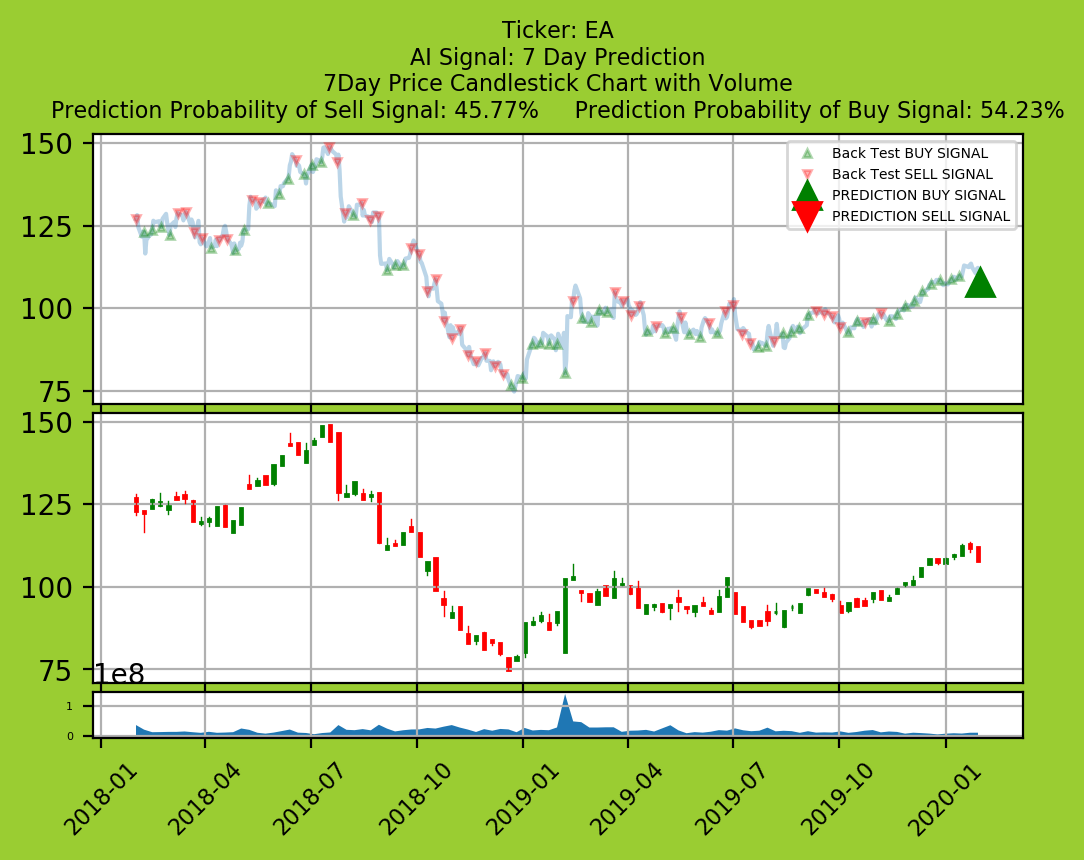 Ticker: EA
AI Signal: 7 Day Prediction
7Day Price Candlestick Chart with Volume
Prediction Probability of Sell Signal: 45.77%     Prediction Probability of Buy Signal: 54.23%
150
125
100
75
Back Test BUY SIGNAL
Back Test SELL SIGNAL
PREDICTION BUY SIGNAL
PREDICTION SELL SIGNAL
150
125
100
75
1e8
1
0
2018-01
2018-04
2018-07
2018-10
2019-01
2019-04
2019-07
2019-10
2020-01